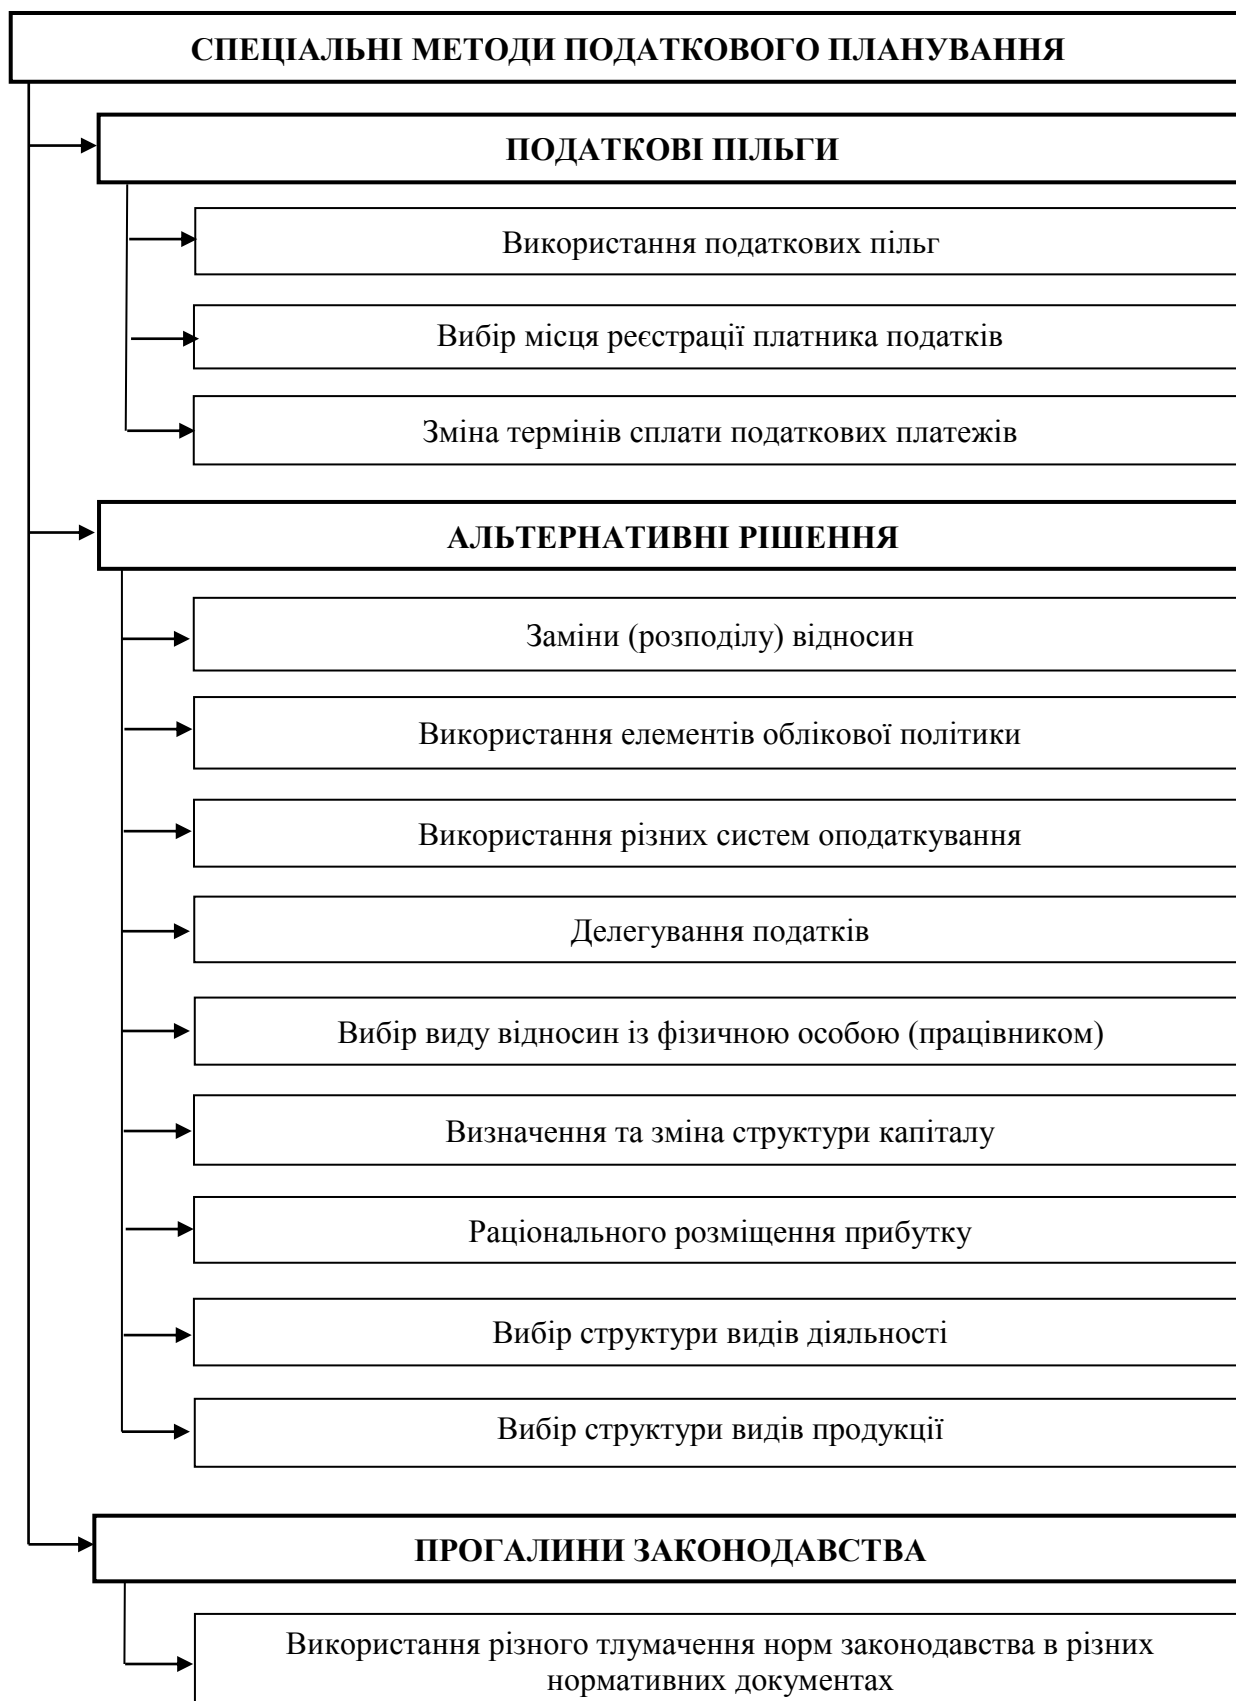 СПЕЦІАЛЬНІ МЕТОДИ ПОДАТКОВОГО ПЛАНУВАННЯ
ПОДАТКОВІ ПІЛЬГИ
Використання податкових пільг
Вибір місця реєстрації платника податків
Зміна термінів сплати податкових платежів
АЛЬТЕРНАТИВНІ РІШЕННЯ
Заміни (розподілу) відносин
Використання елементів облікової політики
Використання різних систем оподаткування
Делегування податків
Вибір виду відносин із фізичною особою (працівником)
Визначення та зміна структури капіталу
Раціонального розміщення прибутку
Вибір структури видів діяльності
Вибір структури видів продукції
ПРОГАЛИНИ ЗАКОНОДАВСТВА
Використання різного тлумачення норм законодавства в різних
нормативних документах